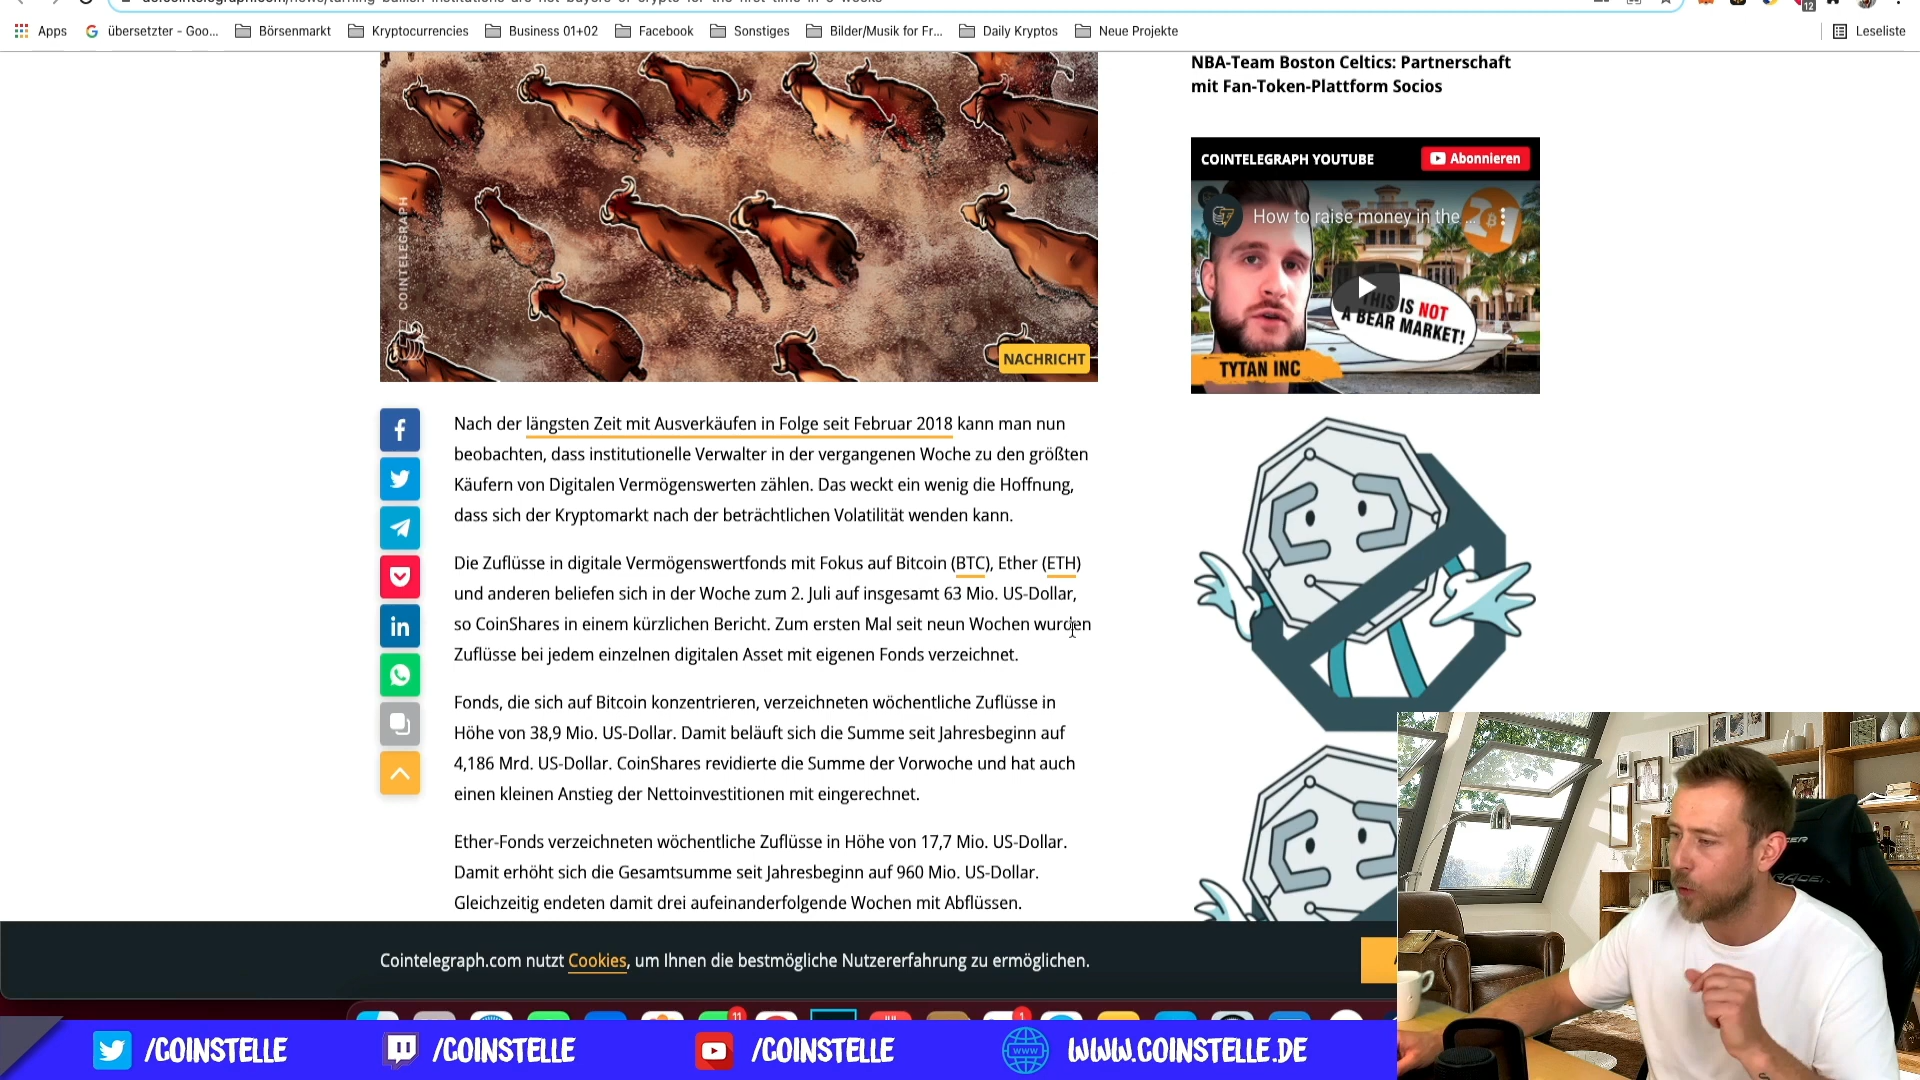 Apps
übersetzter - Goo...
Börsenmarkt
Kryptocurrencies
Business 01+02
Facebook
Sonstiges
Bilder/Musik for Fr...
Daily Kryptos
Neue Projekte
Leseliste
12
NBA-Team Boston Celtics: Partnerschaft
mit Fan-Token-Plattform Socios
COINTELEGRAPH YOUTUBE
Abonnieren
How to raise money in the ...
THIS IS NOT
A BEAR MARKET!
TYTAN INC
COINTELEGRAPH
NACHRICHT
Nach der längsten Zeit mit Ausverkäufen in Folge seit Februar 2018 kann man nun
beobachten, dass institutionelle Verwalter in der vergangenen Woche zu den größten
Käufern von Digitalen Vermögenswerten zählen. Das weckt ein wenig die Hoffnung,
dass sich der Kryptomarkt nach der beträchtlichen Volatilität wenden kann.
Die Zuflüsse in digitale Vermögenswertfonds mit Fokus auf Bitcoin (BTC), Ether (ETH)
und anderen beliefen sich in der Woche zum 2. Juli auf insgesamt 63 Mio. US-Dollar,
so CoinShares in einem kürzlichen Bericht. Zum ersten Mal seit neun Wochen wurden
Zuflüsse bei jedem einzelnen digitalen Asset mit eigenen Fonds verzeichnet.
Fonds, die sich auf Bitcoin konzentrieren, verzeichneten wöchentliche Zuflüsse in
Höhe von 38,9 Mio. US-Dollar. Damit beläuft sich die Summe seit Jahresbeginn auf
4,186 Mrd. US-Dollar. CoinShares revidierte die Summe der Vorwoche und hat auch
einen kleinen Anstieg der Nettoinvestitionen mit eingerechnet.
Ether-Fonds verzeichneten wöchentliche Zuflüsse in Höhe von 17,7 Mio. US-Dollar.
Damit erhöht sich die Gesamtsumme seit Jahresbeginn auf 960 Mio. US-Dollar.
Gleichzeitig endeten damit drei aufeinanderfolgende Wochen mit Abflüssen.
Cointelegraph.com nutzt Cookies, um Ihnen die bestmögliche Nutzererfahrung zu ermöglichen.
11
1
/COINSTELLE
/COINSTELLE
/COINSTELLE
WWW.COINSTELLE.DE